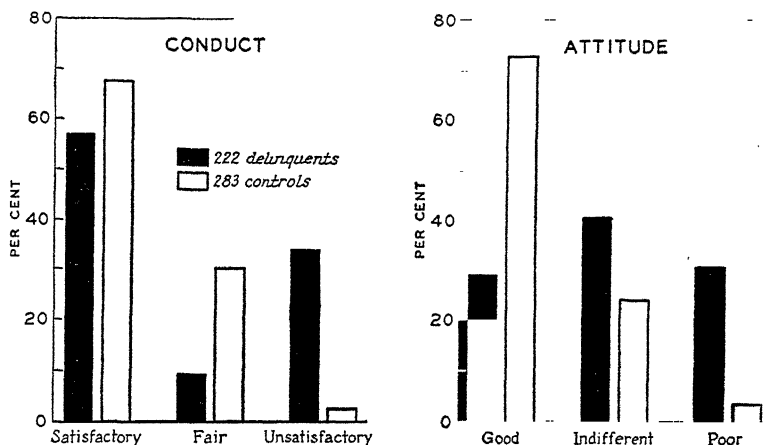 CONDUCT
80
60
40
20
0
PER CENT
222 delinquents
283 controls
Satisfactory Fair Unsatisfactory
ATTITUDE
80
60
40
20
0
PER CENT
Good Indifferent Poor